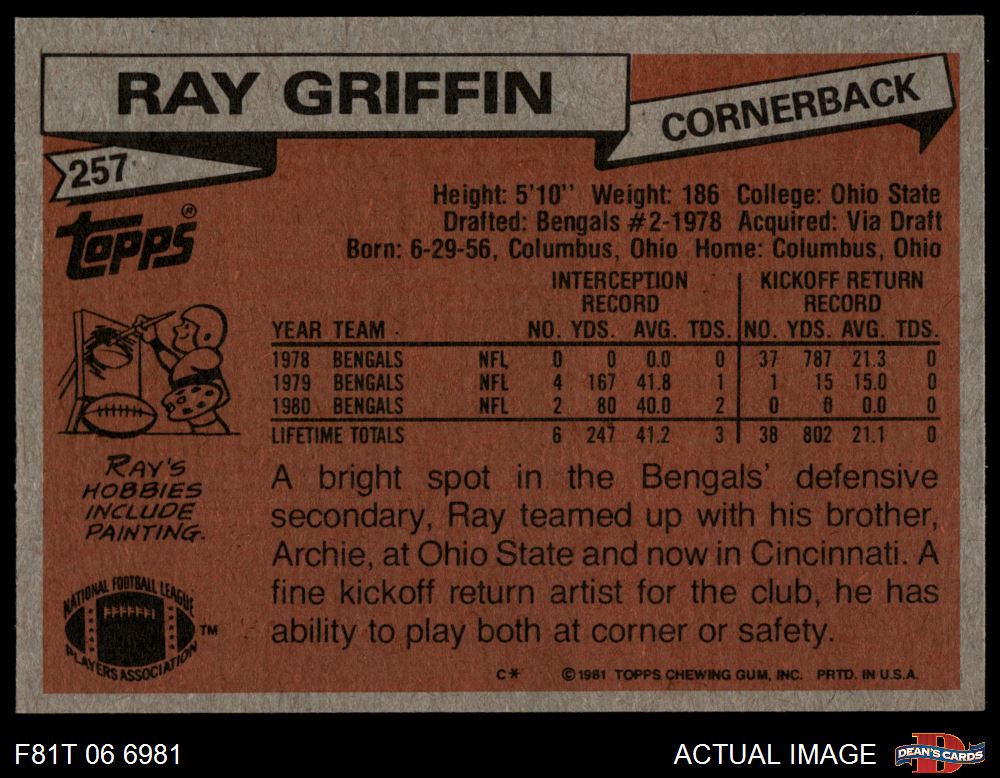 RAY GRIFFIN
CORNERBACK
257
TOPPS®
Height: 5'10" Weight: 186 College: Ohio State
Drafted: Bengals #2-1978 Acquired: Via Draft
Born: 6-29-56, Columbus, Ohio Home: Columbus, Ohio
INTERCEPTION RECORD KICKOFF RETURN RECORD
YEAR TEAM NO. YDS. AVG. TDS. NO. YDS. AVG. TDS.
1978 BENGALS NFL 0 0 0.0 0 37 787 21.3 0
1979 BENGALS NFL 4 167 41.8 1 1 15 15.0 0
1980 BENGALS NFL 2 80 40.0 2 0 0 0.0 0
LIFETIME TOTALS 6 247 41.2 3 38 802 21.1 0
RAY'S
HOBBIES
INCLUDE
PAINTING.
A bright spot in the Bengals' defensive
secondary, Ray teamed up with his brother,
Archie, at Ohio State and now in Cincinnati. A
fine kickoff return artist for the club, he has
ability to play both at corner or safety.
NATIONAL FOOTBALL LEAGUE
PLAYERS ASSOCIATION
TM
C* ©1981 TOPPS CHEWING GUM, INC. PRTD. IN U.S.A.
F81T 06 6981
ACTUAL IMAGE
D
DEAN'S CARDS